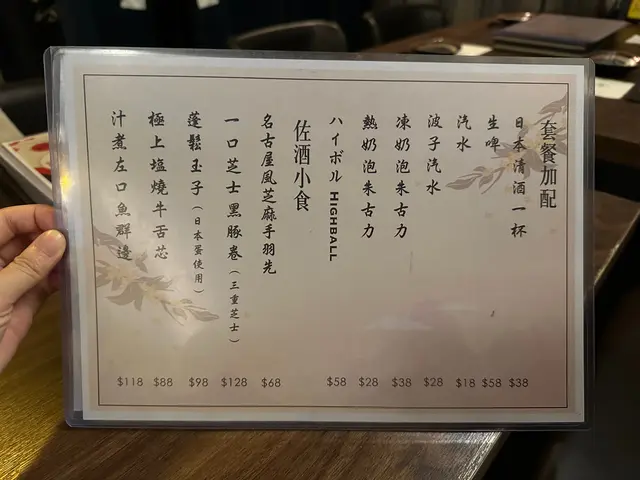 套餐加配
日本清酒一杯 $38
生啤 $58
汽水 $18
波子汽水 $28
凍奶泡朱古力 $38
熱奶泡朱古力 $28
ハイボル HIGHBALL $58
佐酒小食
名古屋風芝麻手羽先 $68
一口芝士黑豚卷(三重芝士) $128
蓬鬆玉子(日本蛋使用) $98
極上塩燒牛舌芯 $88
汁煮左口魚群邊 $118